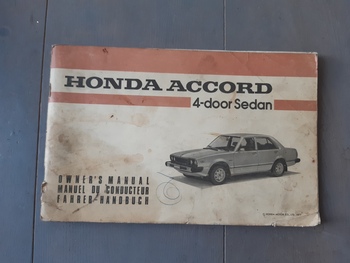 HONDA ACCORD
4-door Sedan
OWNER'S MANUAL
MANUEL DU CONDUCTEUR
FAHRER-HANDBUCH